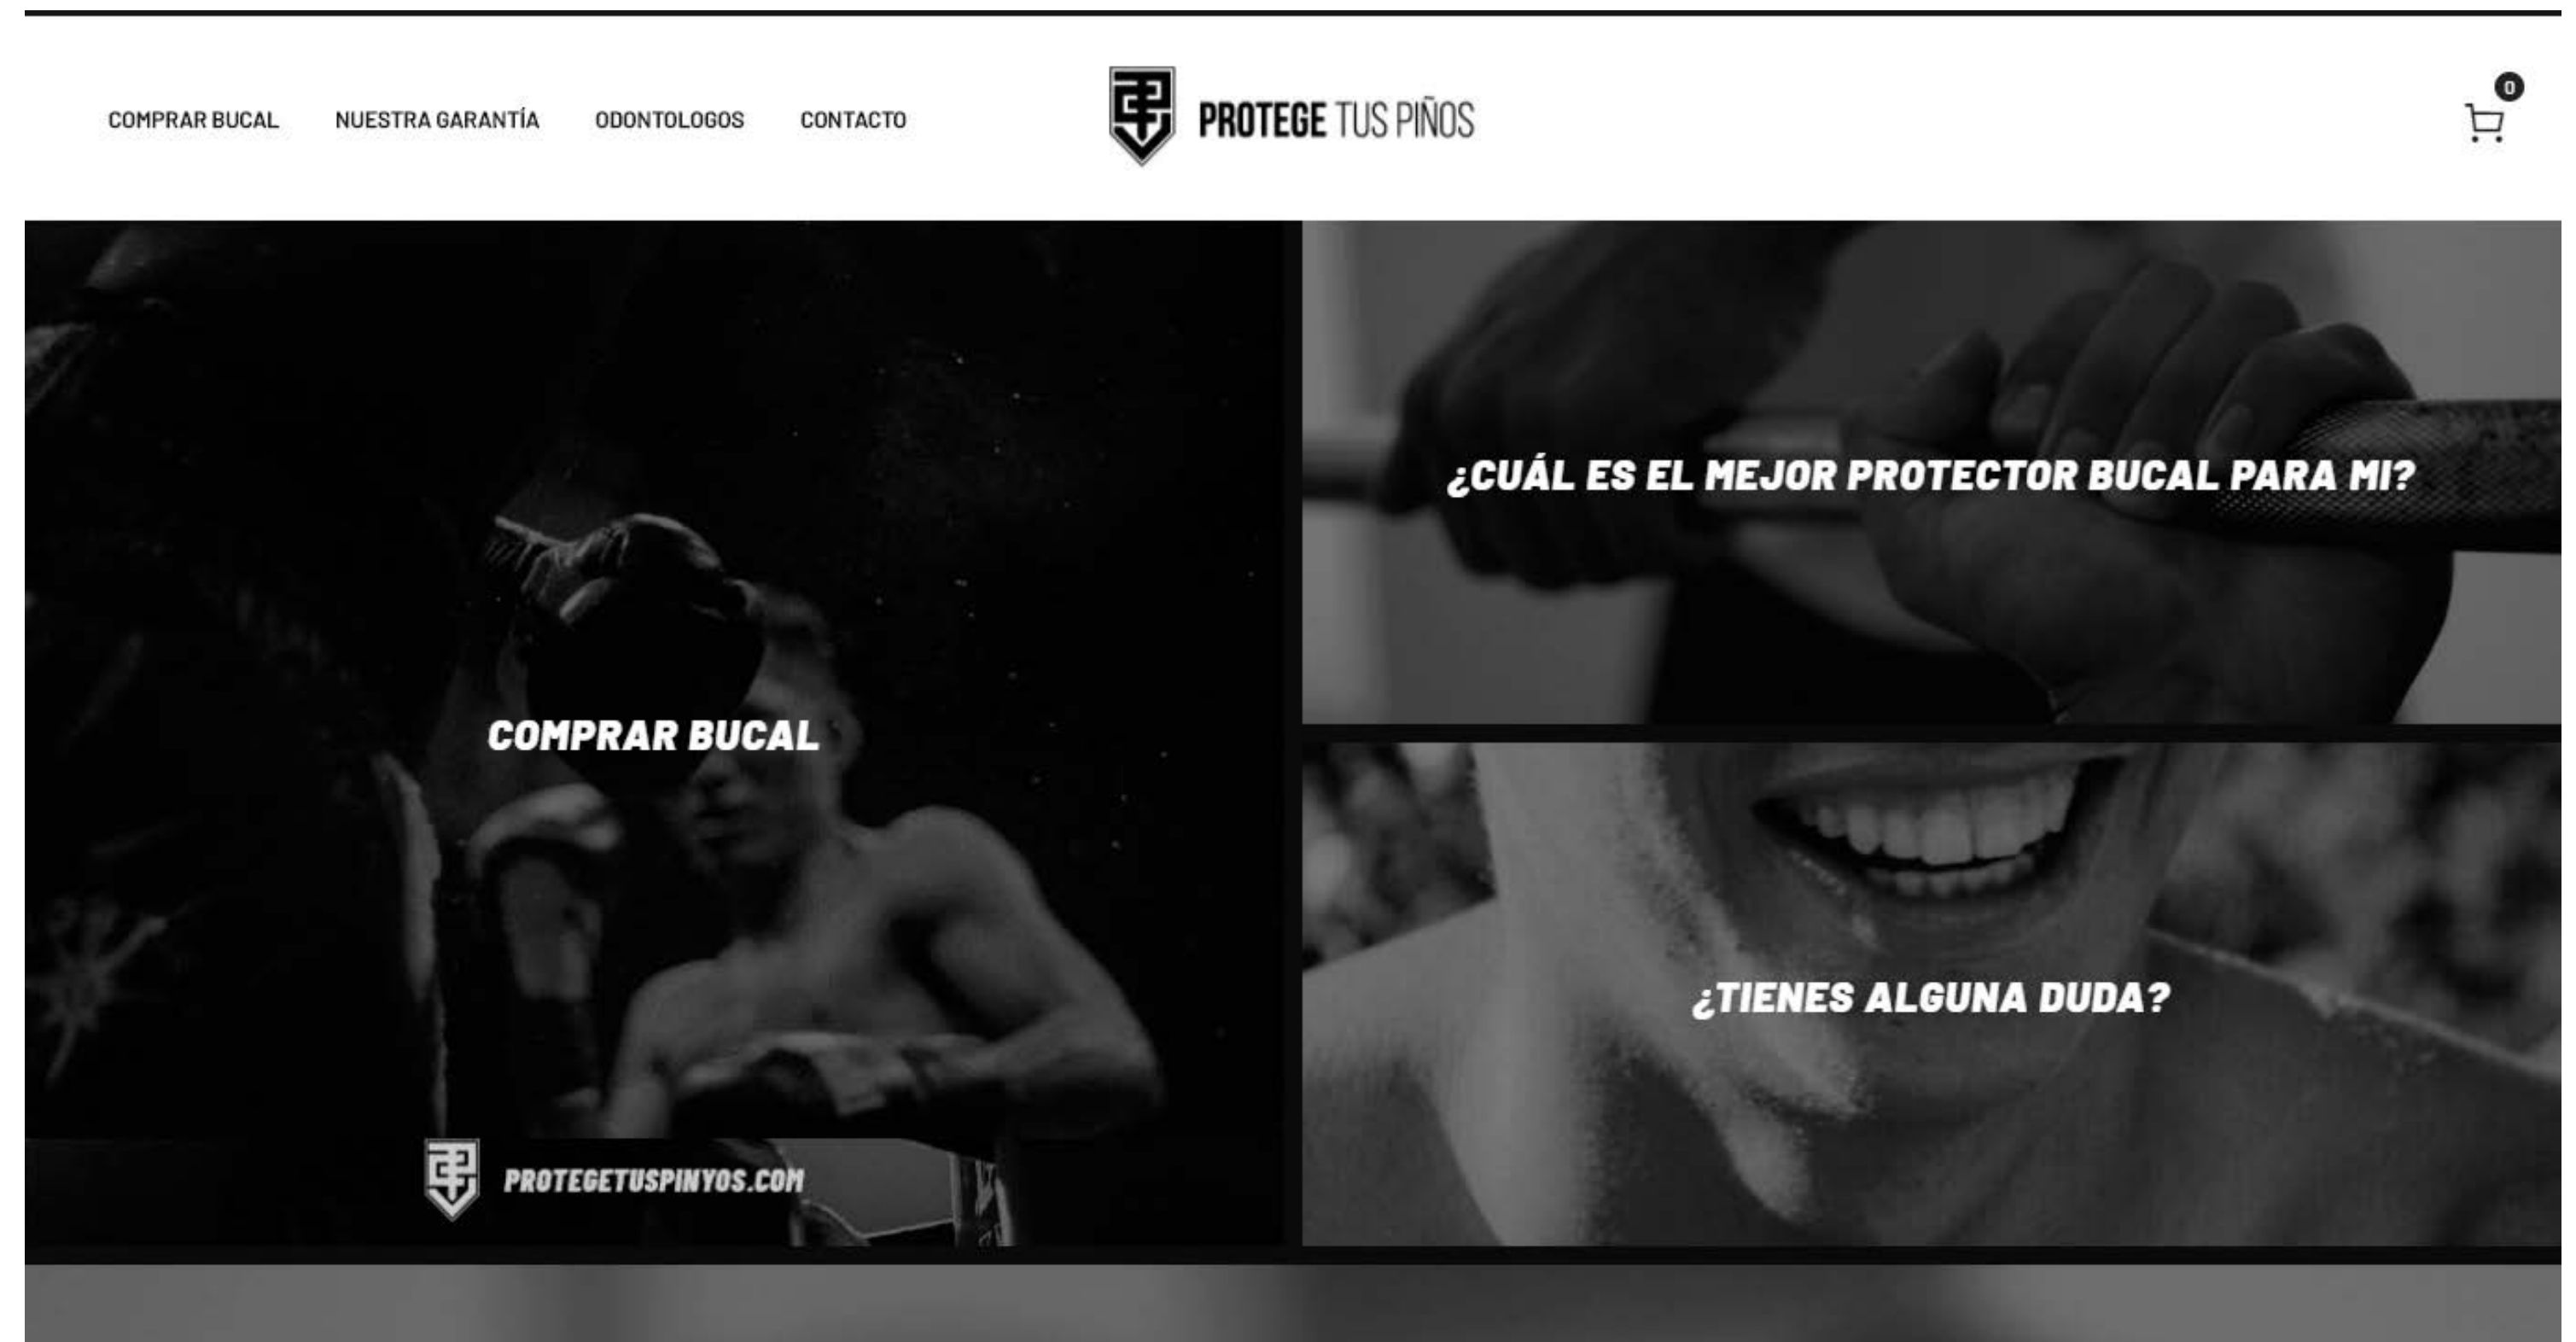 COMPRAR BUCAL
NUESTRA GARANTÍA
ODONTOLOGOS
CONTACTO
PROTEGE TUS PIÑOS
0
COMPRAR BUCAL
PROTEGETUSPINYOS.COM
¿CUÁL ES EL MEJOR PROTECTOR BUCAL PARA MI?
¿TIENES ALGUNA DUDA?